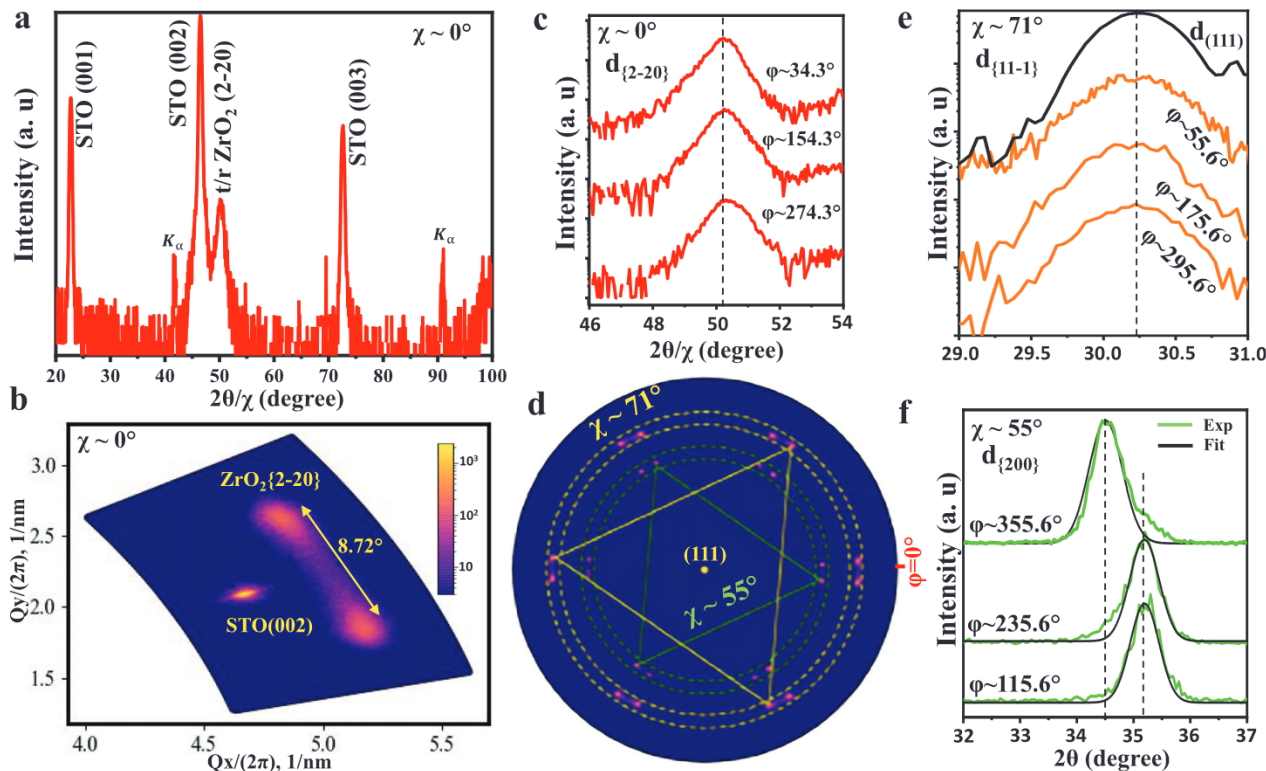 a
χ ~ 0°
STO (001)
STO (002)
t/r ZrO₂ (2-20)
STO (003)
Kα
Kα
Intensity (a. u)
20 30 40 50 60 70 80 90 100
2θ/χ (degree)
b
χ ~ 0°
ZrO₂{2-20}
8.72°
STO(002)
10³
10²
10
3.0
2.5
2.0
1.5
Qy/(2π), 1/nm
4.0 4.5 5.0 5.5
Qx/(2π), 1/nm
c
χ ~ 0°
d{2-20}
φ~34.3°
φ~154.3°
φ~274.3°
Intensity (a. u)
46 48 50 52 54
2θ/χ (degree)
d
χ ~ 71°
(111)
χ ~ 55°
φ=0°
e
χ ~ 71°
d{11-1}
d(111)
φ~55.6°
φ~175.6°
φ~295.6°
Intensity (a. u)
29.0 29.5 30.0 30.5 31.0
2θ/χ (degree)
f
χ ~ 55°
d{200}
Exp
Fit
φ~355.6°
φ~235.6°
φ~115.6°
Intensity (a. u)
32 33 34 35 36 37
2θ (degree)